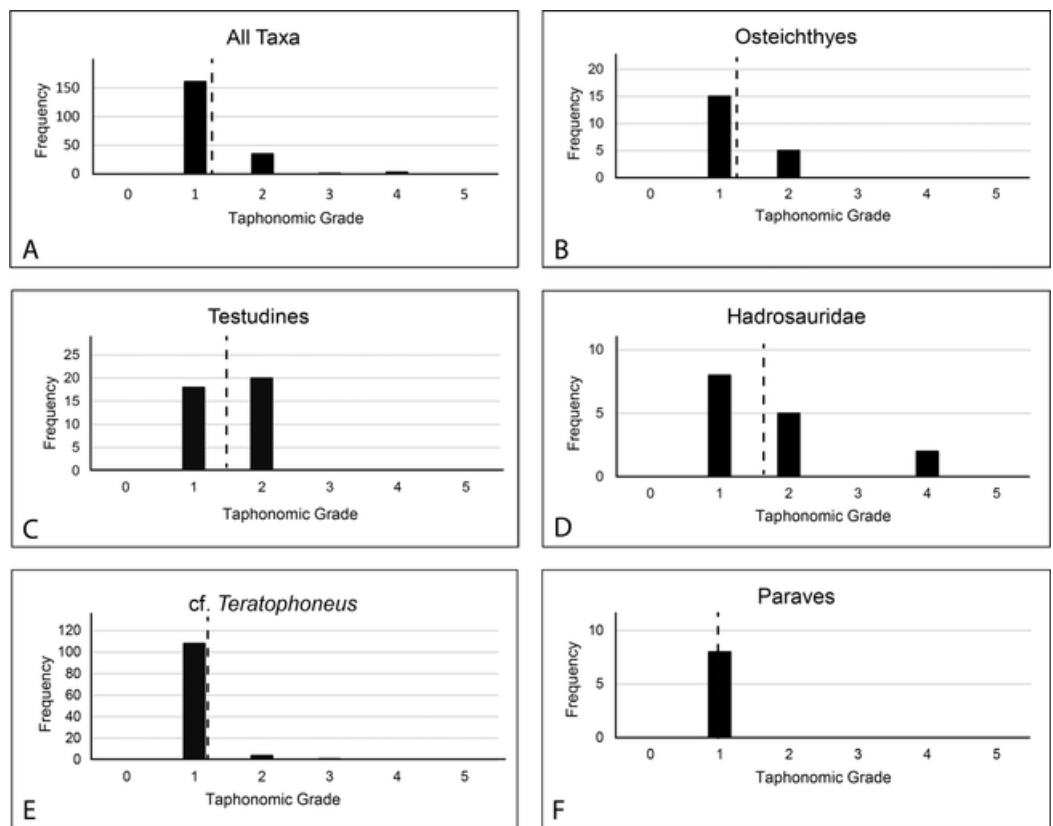 All Taxa
Frequency
150
100
50
0
0 1 2 3 4 5
Taphonomic Grade
A
Osteichthyes
Frequency
20
15
10
5
0
0 1 2 3 4 5
Taphonomic Grade
B
Testudines
Frequency
25
20
15
10
5
0
0 1 2 3 4 5
Taphonomic Grade
C
Hadrosauridae
Frequency
10
5
0
0 1 2 3 4 5
Taphonomic Grade
D
cf. Teratophoneus
Frequency
120
100
80
60
40
20
0
0 1 2 3 4 5
Taphonomic Grade
E
Paraves
Frequency
10
5
0
0 1 2 3 4 5
Taphonomic Grade
F